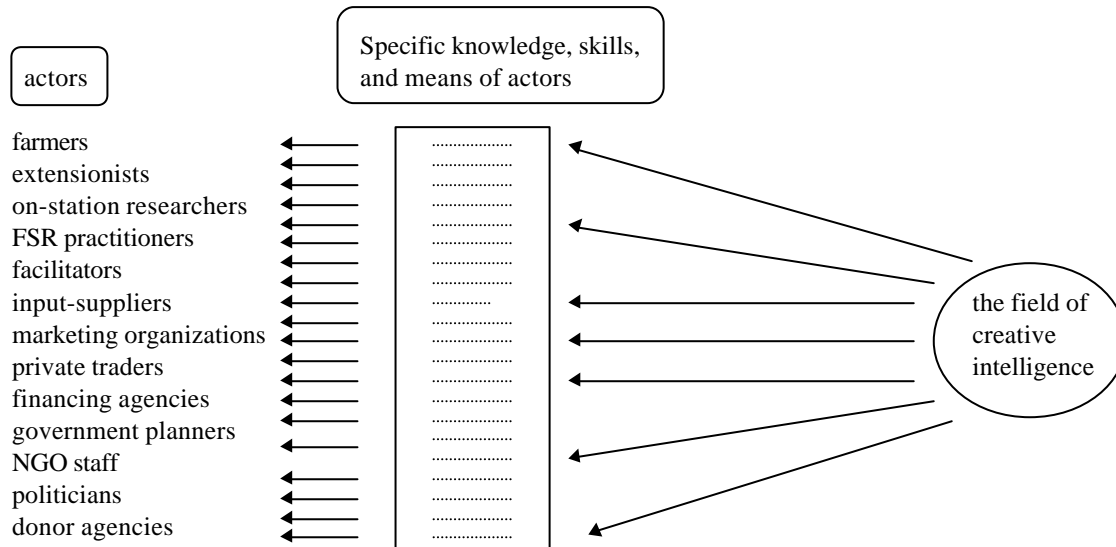 Specific knowledge, skills,
and means of actors
actors
farmers
extensionists
on-station researchers
FSR practitioners
facilitators
input-suppliers
marketing organizations
private traders
financing agencies
government planners
NGO staff
politicians
donor agencies
the field of
creative
intelligence